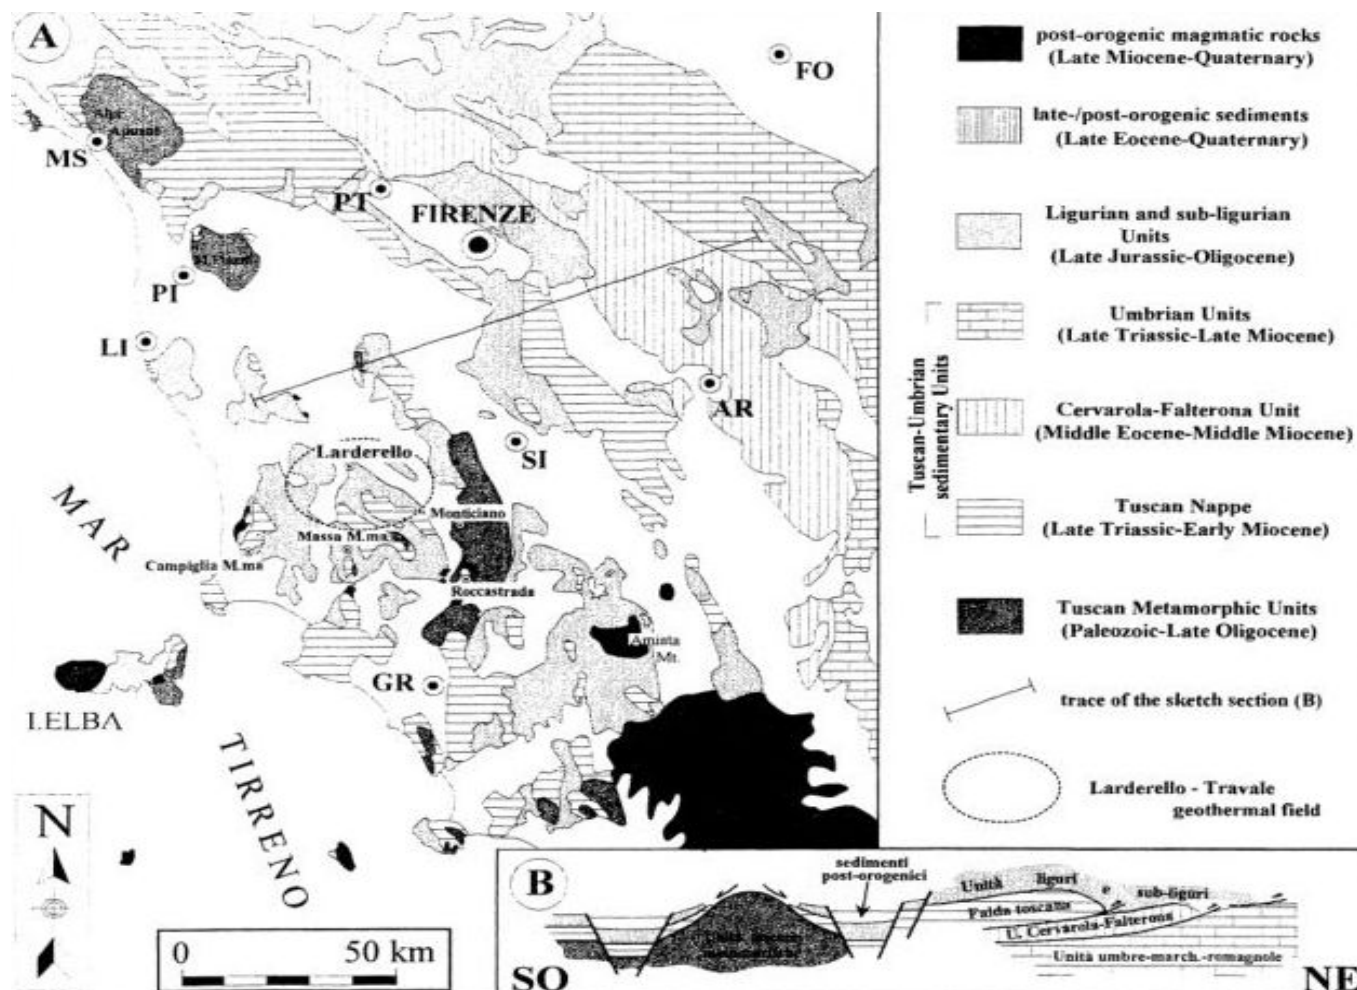 A
FO
Alpi
Apuane
MS
PT
FIRENZE
PI
LI
AR
SI
Larderello
Monticiano
Massa M.ma
Campiglia M.ma
Roccastrada
Amiata
Mt.
GR
I.ELBA
MAR
TIRRENO
N
0 50 km
post-orogenic magmatic rocks
(Late Miocene-Quaternary)
late-/post-orogenic sediments
(Late Eocene-Quaternary)
Ligurian and sub-ligurian
Units
(Late Jurassic-Oligocene)
Umbrian Units
(Late Triassic-Late Miocene)
Cervarola-Falterona Unit
(Middle Eocene-Middle Miocene)
Tuscan Nappe
(Late Triassic-Early Miocene)
Tuscan-Umbrian
sedimentary Units
Tuscan Metamorphic Units
(Paleozoic-Late Oligocene)
trace of the sketch section (B)
Larderello - Travale
geothermal field
B
sedimenti
post-orogenici
Unità liguri e sub-liguri
Falda toscana
U. Cervarola-Falterona
Unità umbre-march.-romagnole
SO
NE